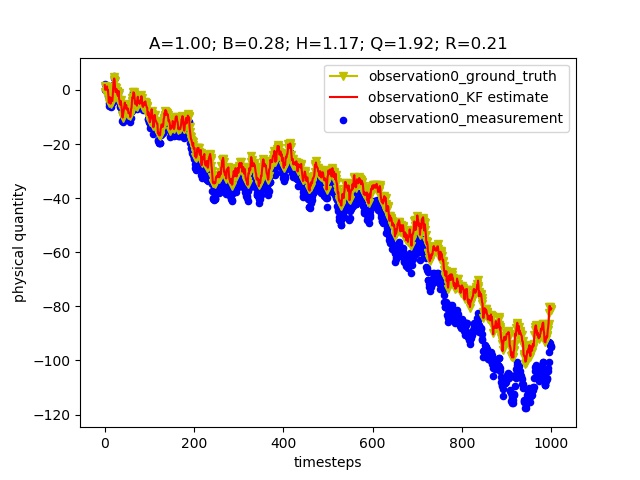 A=1.00; B=0.28; H=1.17; Q=1.92; R=0.21
observation0_ground_truth
observation0_KF estimate
observation0_measurement
physical quantity
0
−20
−40
−60
−80
−100
−120
0 200 400 600 800 1000
timesteps